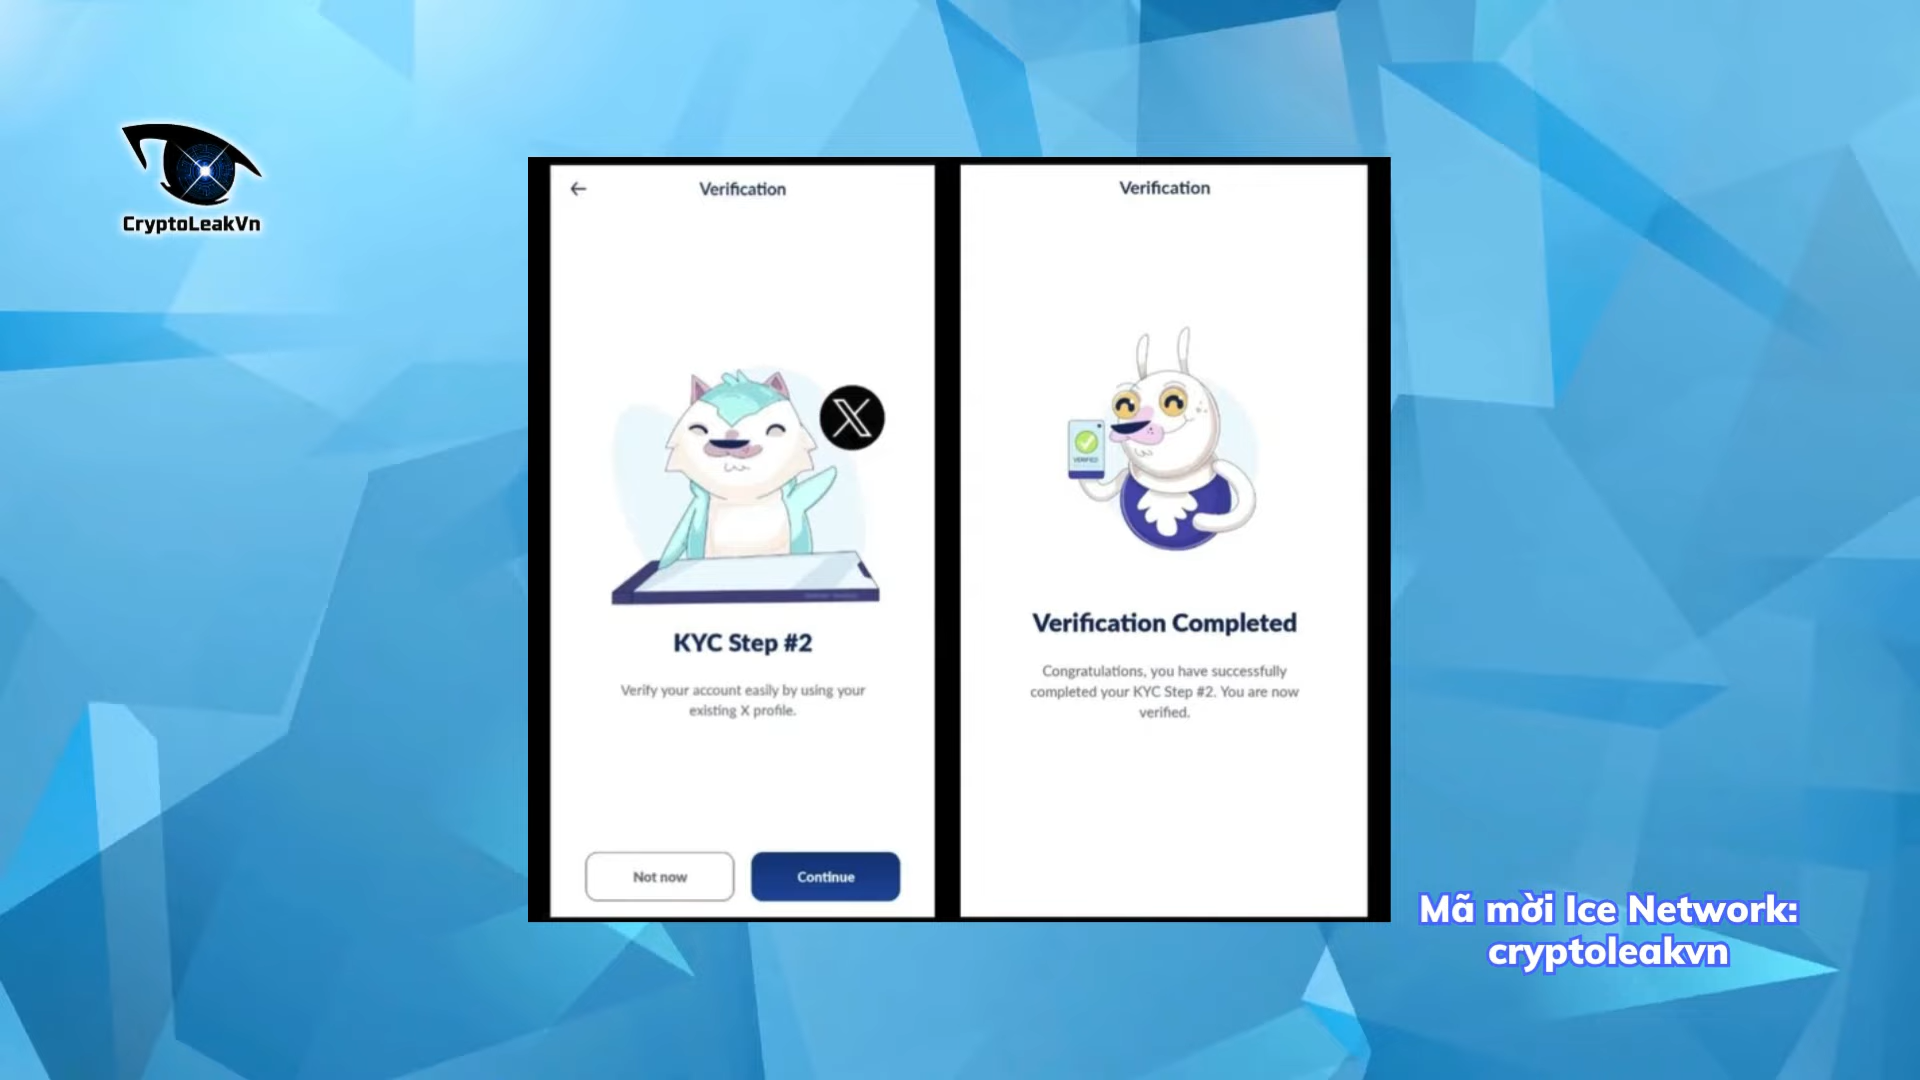 CryptoLeakVn
Verification
KYC Step #2
Verify your account easily by using your
existing X profile.
Not now
Continue
Verification
VERIFIED
Verification Completed
Congratulations, you have successfully
completed your KYC Step #2. You are now
verified.
Mã mời Ice Network:
cryptoleakvn